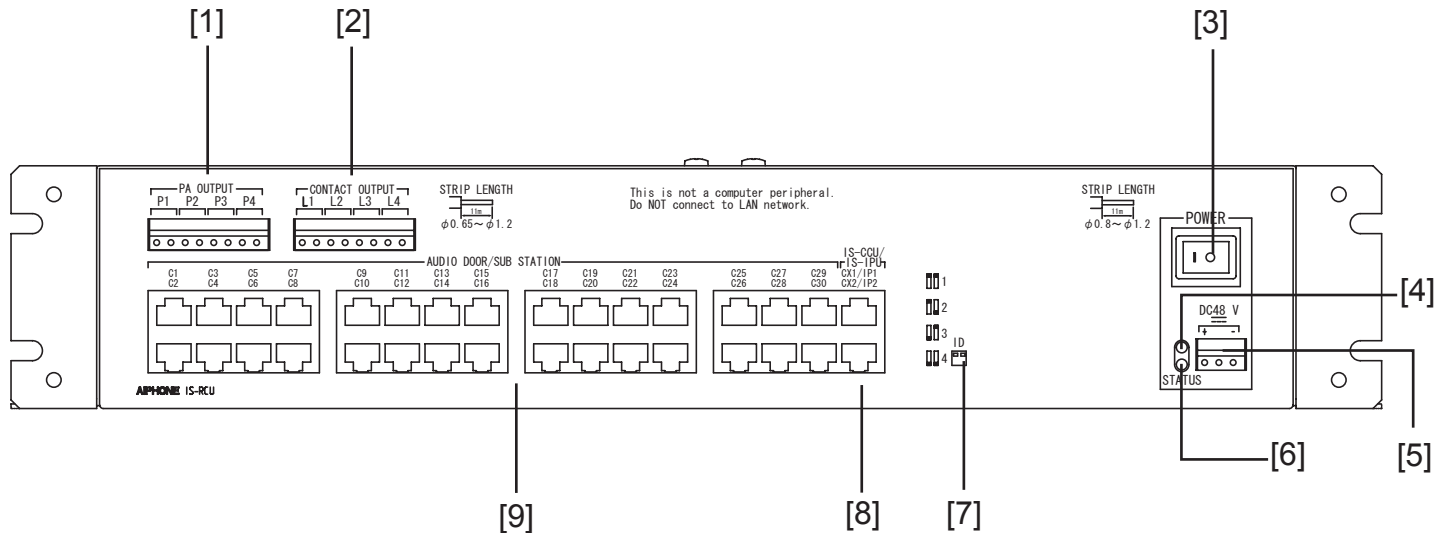 [1] [2] [3]
PA OUTPUT
P1 P2 P3 P4
CONTACT OUTPUT
L1 L2 L3 L4
STRIP LENGTH
11m
φ0.65~φ1.2
This is not a computer peripheral.
Do NOT connect to LAN network.
STRIP LENGTH
11m
φ0.8~φ1.2
POWER
I
AUDIO DOOR/SUB STATION
IS-CCU/
IS-IPU
C1 C3 C5 C7 C9 C11 C13 C15 C17 C19 C21 C23 C25 C27 C29 CX1/IP1
C2 C4 C6 C8 C10 C12 C14 C16 C18 C20 C22 C24 C26 C28 C30 CX2/IP2
1
2
3
4
ID
[4]
DC48 V
+ -
STATUS
AIPHONE IS-RCU
[6] [5]
[9] [8] [7]